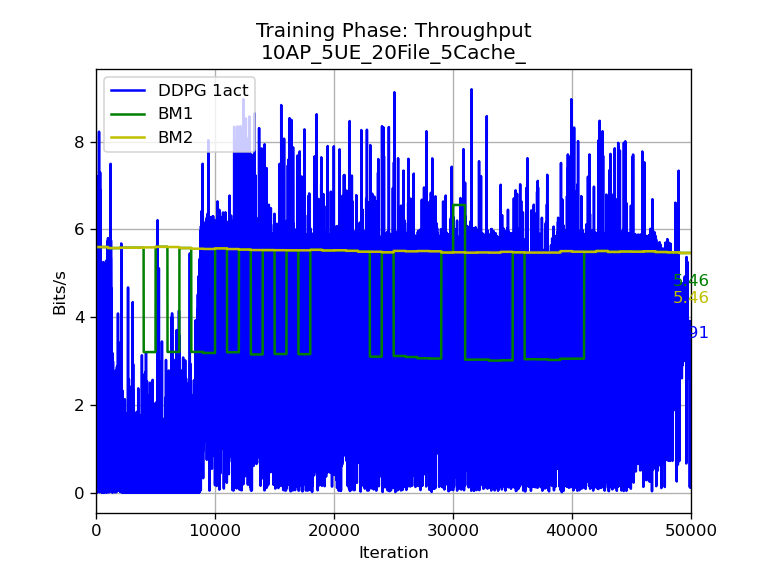 Training Phase: Throughput
10AP_5UE_20File_5Cache_
DDPG 1act
BM1
BM2
Bits/s
8
6
4
2
0
5.46
5.46
91
0 10000 20000 30000 40000 50000
Iteration